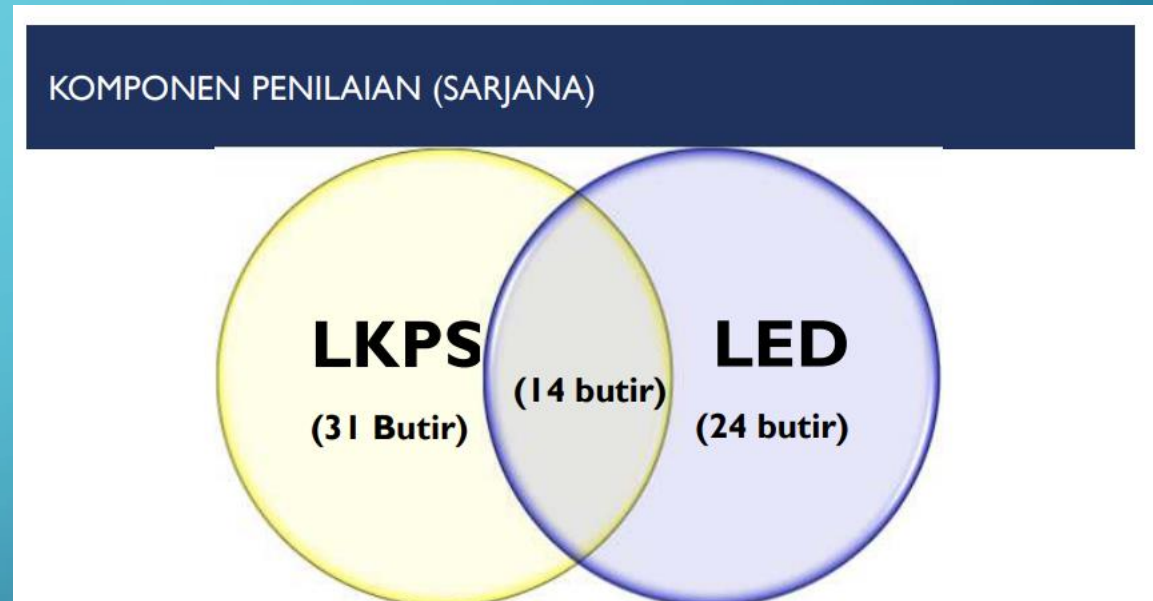 KOMPONEN PENILAIAN (SARJANA)
LKPS
(31 Butir)
(14 butir)
LED
(24 butir)